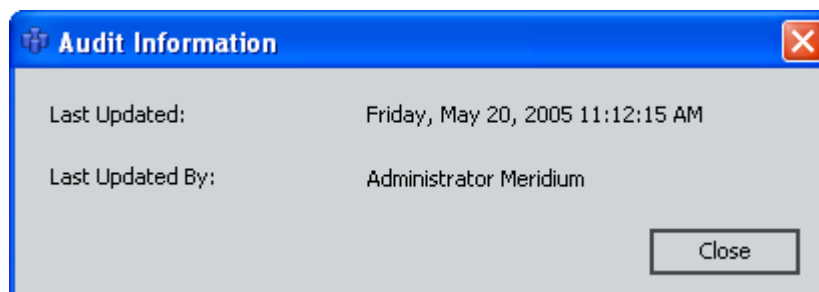 Audit Information
Last Updated: Friday, May 20, 2005 11:12:15 AM
Last Updated By: Administrator Meridium
Close